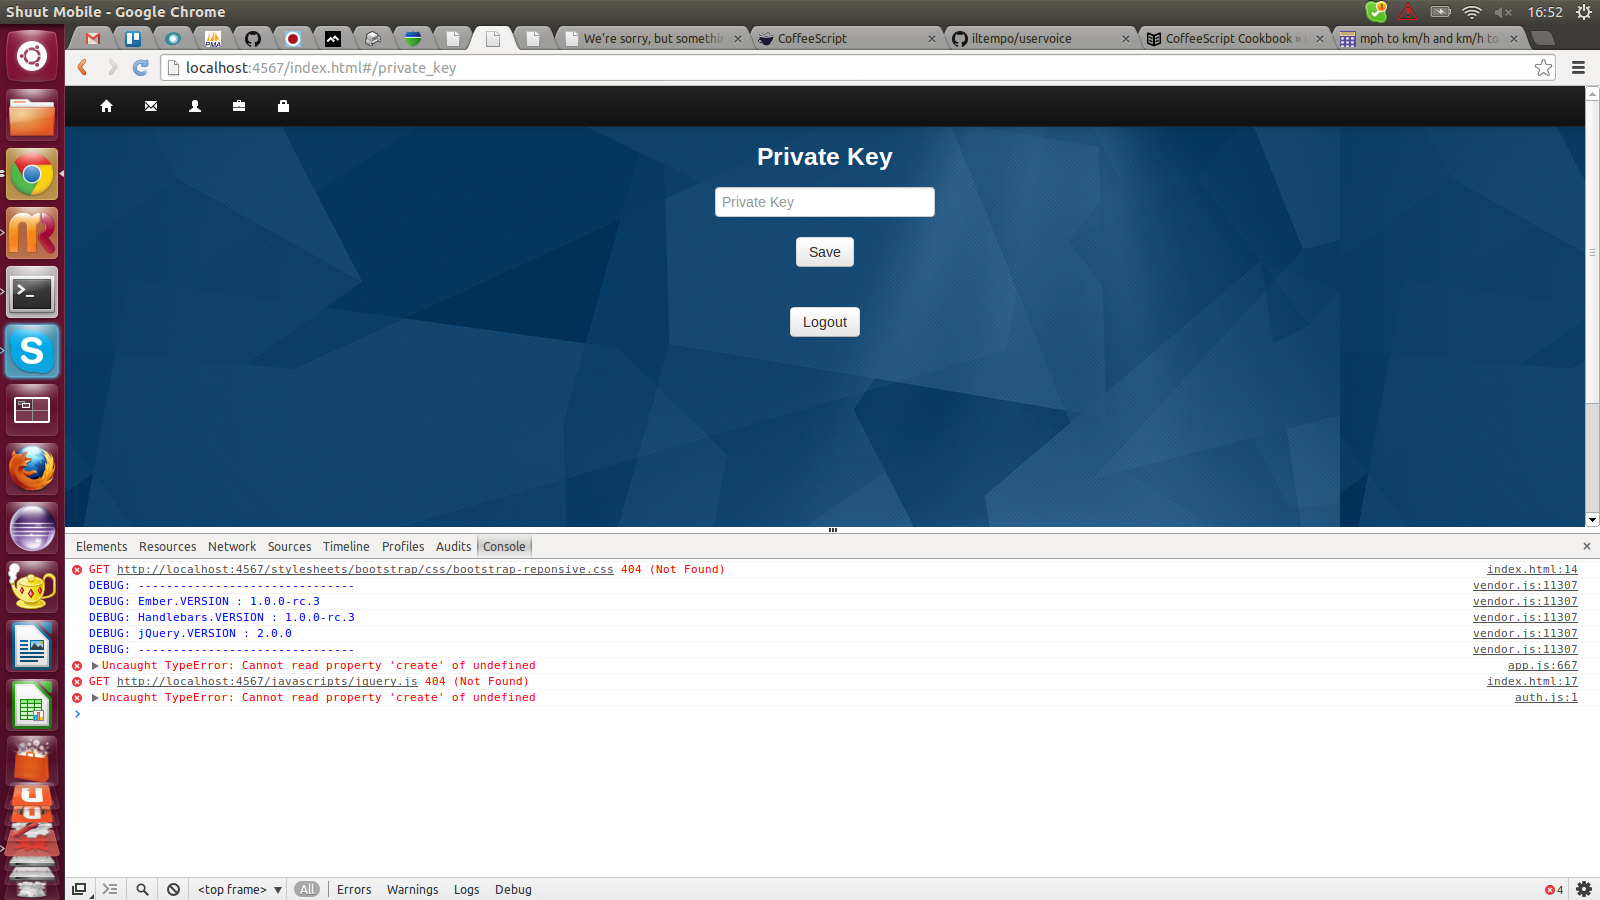 Shuut Mobile - Google Chrome
16:52
PMA
We're sorry, but somethin
CoffeeScript
iltempo/uservoice
CoffeeScript Cookbook »
mph to km/h and km/h to
localhost:4567/index.html#/private_key
Private Key
Private Key
Save
Logout
Elements Resources Network Sources Timeline Profiles Audits Console
GET http://localhost:4567/stylesheets/bootstrap/css/bootstrap-reponsive.css 404 (Not Found) index.html:14
DEBUG: ------------------------------- vendor.js:11307
DEBUG: Ember.VERSION : 1.0.0-rc.3 vendor.js:11307
DEBUG: Handlebars.VERSION : 1.0.0-rc.3 vendor.js:11307
DEBUG: jQuery.VERSION : 2.0.0 vendor.js:11307
DEBUG: ------------------------------- vendor.js:11307
Uncaught TypeError: Cannot read property 'create' of undefined app.js:667
GET http://localhost:4567/javascripts/jquery.js 404 (Not Found) index.html:17
Uncaught TypeError: Cannot read property 'create' of undefined auth.js:1
<top frame> All Errors Warnings Logs Debug 4